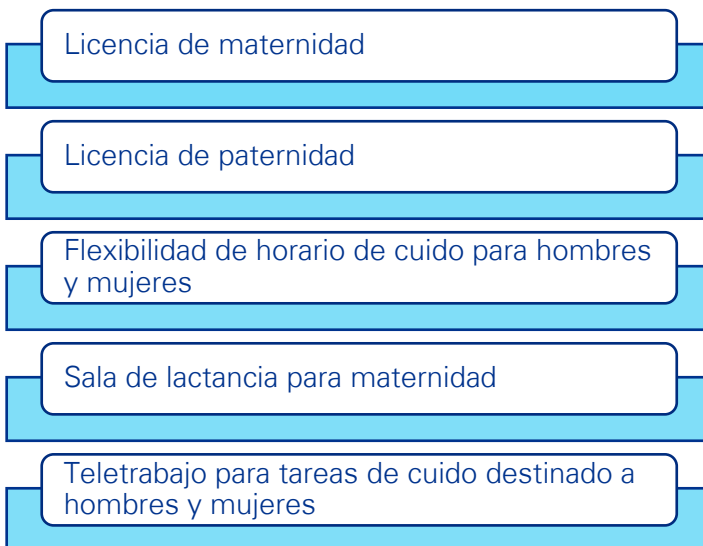 Licencia de maternidad
Licencia de paternidad
Flexibilidad de horario de cuido para hombres
y mujeres
Sala de lactancia para maternidad
Teletrabajo para tareas de cuido destinado a
hombres y mujeres